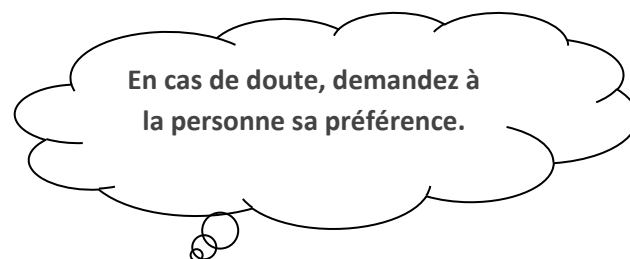 En cas de doute, demandez à
la personne sa préférence.